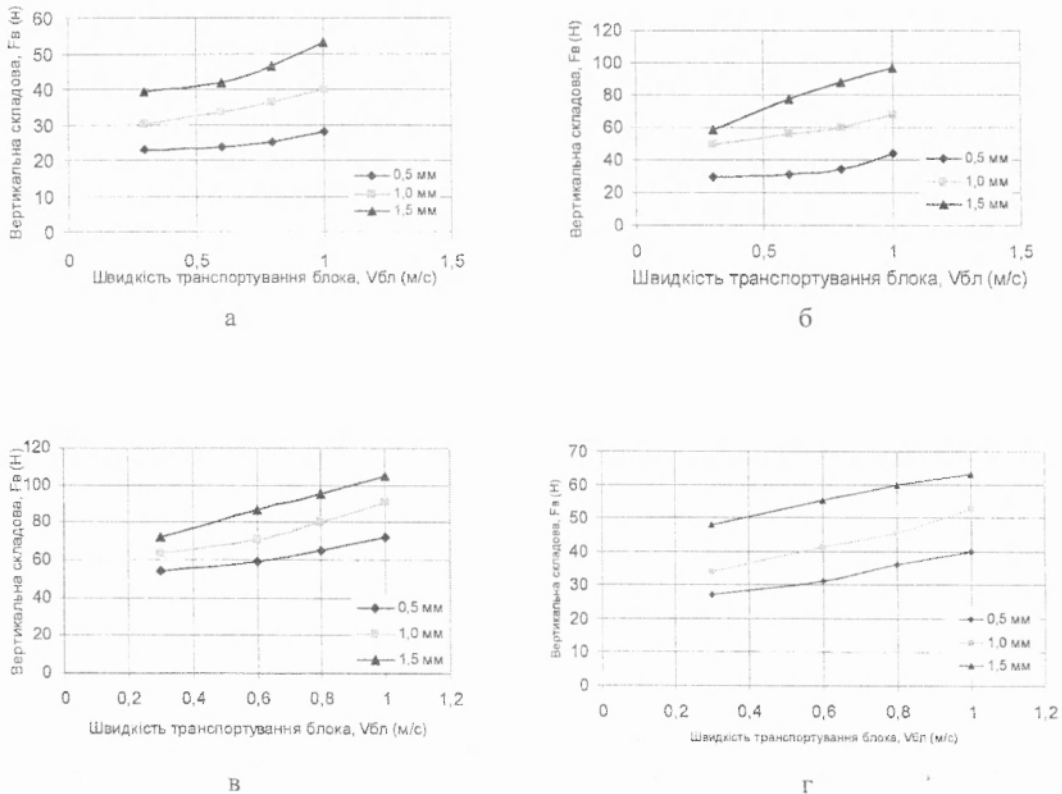 Вертикальна складова, Fв (Н)
60
50
40
30
20
10
0
0,5 мм
1,0 мм
1,5 мм
0
0,5
1
1,5
Швидкість транспортування блока, Vбл (м/с)
а
Вертикальна складова, Fв (Н)
120
100
80
60
40
20
0
0,5 мм
1,0 мм
1,5 мм
0
0,5
1
1,5
Швидкість транспортування блока, Vбл (м/с)
б
Вертикальна складова, Fв (Н)
120
100
80
60
40
20
0
0,5 мм
1,0 мм
1,5 мм
0
0,2
0,4
0,6
0,8
1
1,2
Швидкість транспортування блока, Vбл (м/с)
в
Вертикальна складова, Fв (Н)
70
60
50
40
30
20
10
0
0,5 мм
1,0 мм
1,5 мм
0
0,2
0,4
0,6
0,8
1
1,2
Швидкість транспортування блока, Vбл (м/с)
г